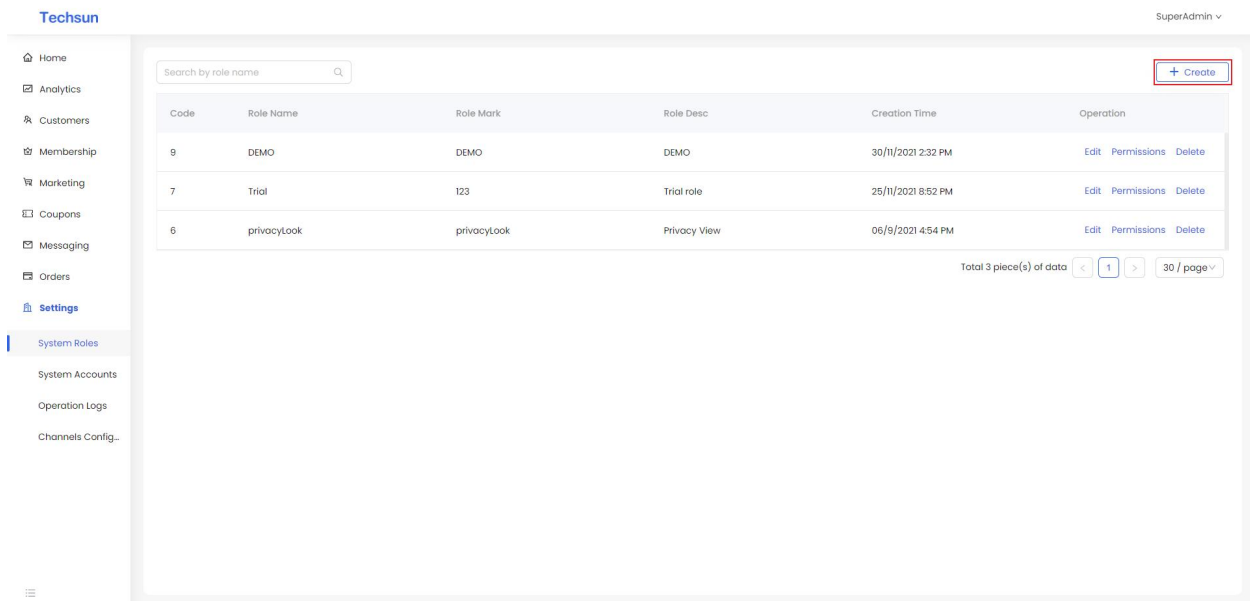 Techsun
SuperAdmin
Home
Analytics
Customers
Membership
Marketing
Coupons
Messaging
Orders
Settings
System Roles
System Accounts
Operation Logs
Channels Config...
Search by role name
+ Create
Code Role Name Role Mark Role Desc Creation Time Operation
9 DEMO DEMO DEMO 30/11/2021 2:32 PM Edit Permissions Delete
7 Trial 123 Trial role 25/11/2021 8:52 PM Edit Permissions Delete
6 privacyLook privacyLook Privacy View 06/9/2021 4:54 PM Edit Permissions Delete
Total 3 piece(s) of data < 1 > 30 / page